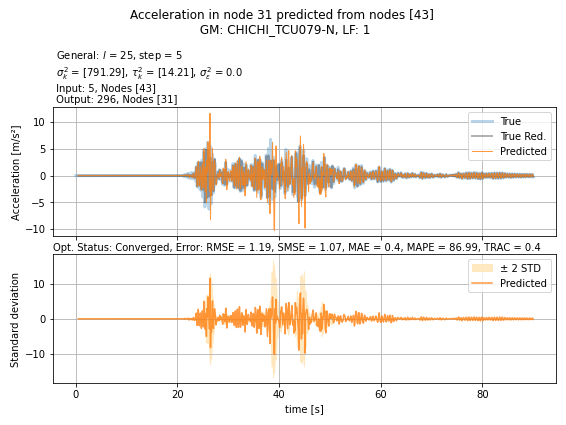 Acceleration in node 31 predicted from nodes [43]
GM: CHICHI_TCU079-N, LF: 1
General: l = 25, step = 5
σ²ₖ = [791.29], τ²ₖ = [14.21], σ²ₑ = 0.0
Input: 5, Nodes [43]
Output: 296, Nodes [31]
10
5
0
−5
−10
Acceleration [m/s²]
True
True Red.
Predicted
Opt. Status: Converged, Error: RMSE = 1.19, SMSE = 1.07, MAE = 0.4, MAPE = 86.99, TRAC = 0.4
10
0
−10
Standard deviation
± 2 STD
Predicted
0 20 40 60 80
time [s]